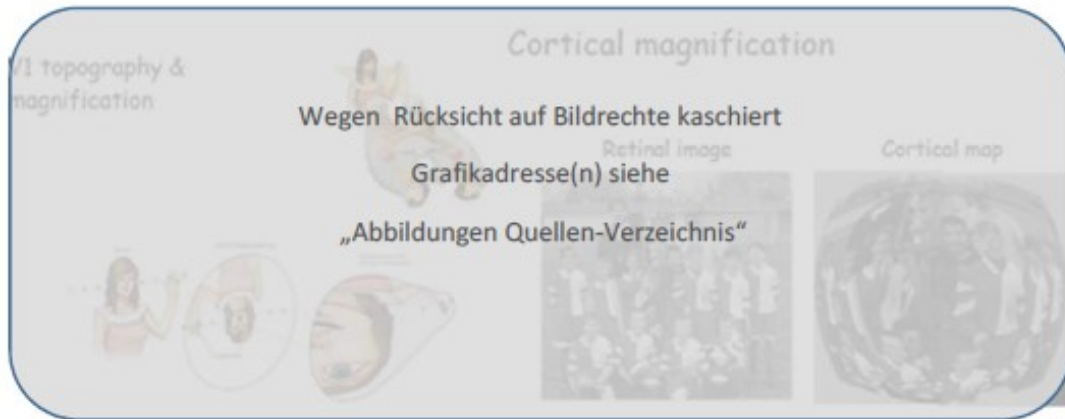 Cortical magnification
V1 topography &
magnification
Wegen Rücksicht auf Bildrechte kaschiert
Retinal image
Cortical map
Grafikadresse(n) siehe
„Abbildungen Quellen-Verzeichnis“